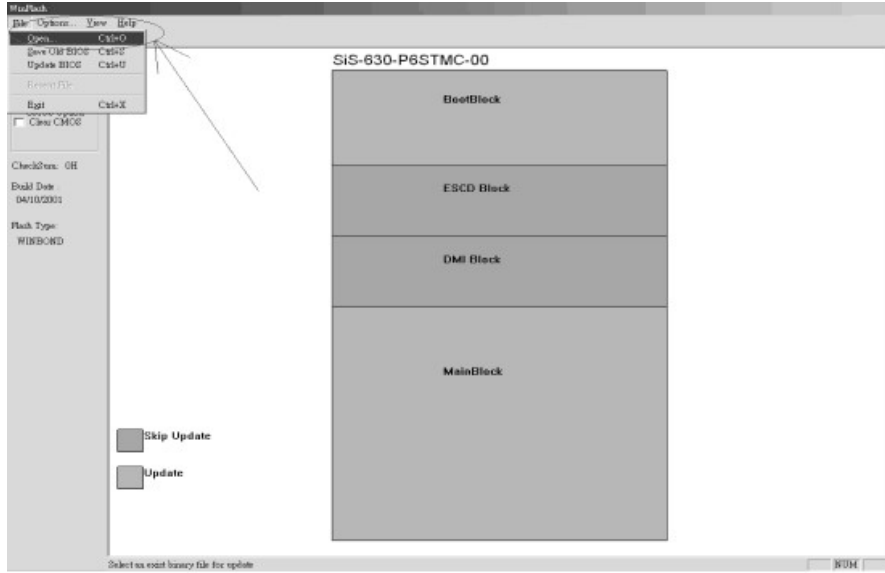 WinFlash
File Options... View Help
Open... Ctrl+O
Save Old BIOS Ctrl+S
Update BIOS Ctrl+U
Recent File
Exit Ctrl+X
Clear CMOS
CheckSum: 0H
Build Date :
04/10/2001
Flash Type:
WINBOND
SiS-630-P6STMC-00
BootBlock
ESCD Block
DMI Block
MainBlock
Skip Update
Update
Select an exist binary file for update
NUM